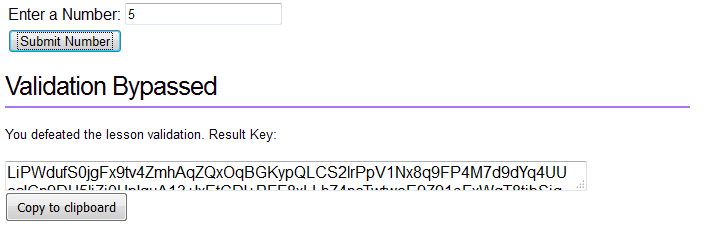 Enter a Number: 5
Submit Number
Validation Bypassed
You defeated the lesson validation. Result Key:
LiPWdufS0jgFx9tv4ZmhAqZQxOqBGKypQLCS2lrPpV1Nx8q9FP4M7d9dYq4UU
Copy to clipboard